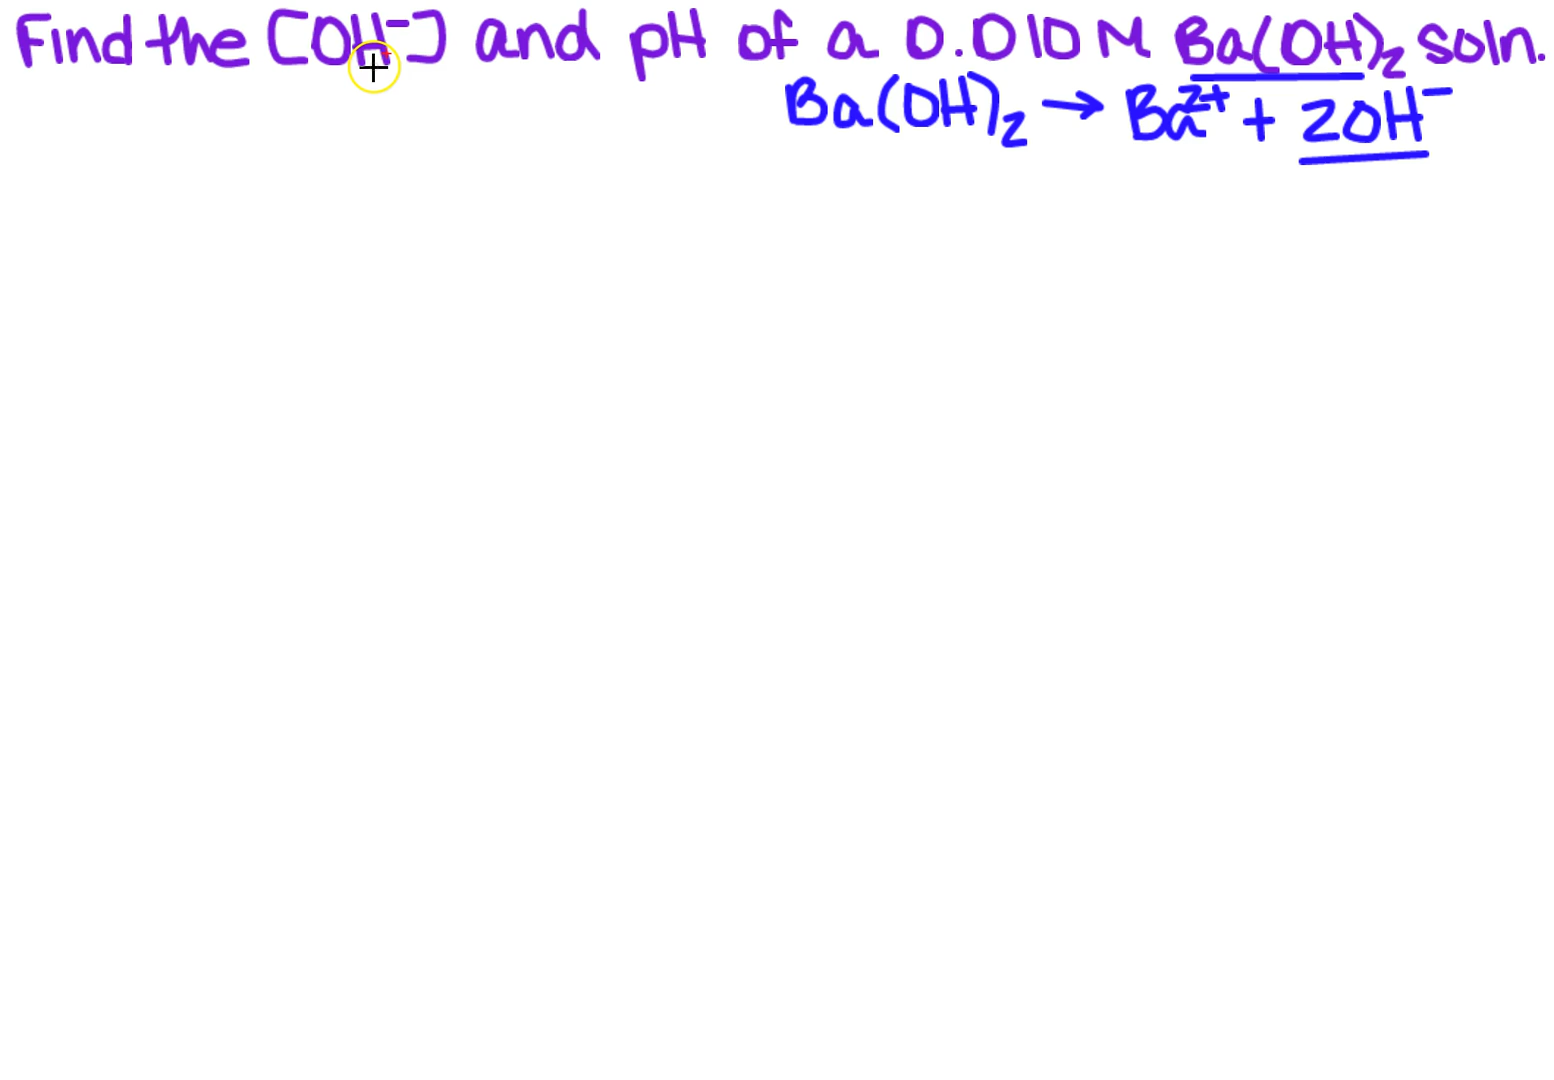 Find the [OH⁻] and pH of a 0.010 M Ba(OH)₂ soln.
Ba(OH)₂ → Ba²⁺ + 2OH⁻